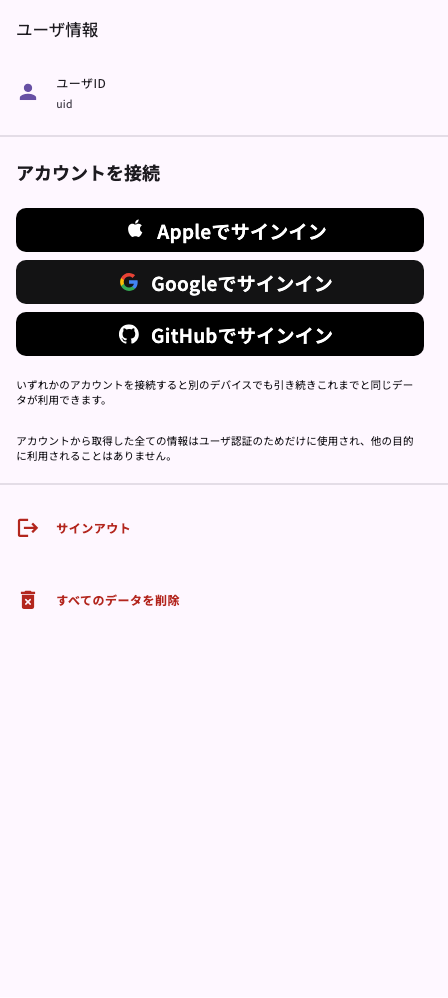 ユーザ情報
ユーザID
uid
アカウントを接続
Appleでサインイン
Googleでサインイン
GitHubでサインイン
いずれかのアカウントを接続すると別のデバイスでも引き続きこれまでと同じデー
タが利用できます。
アカウントから取得した全ての情報はユーザ認証のためだけに使用され、他の目的
に利用されることはありません。
サインアウト
すべてのデータを削除